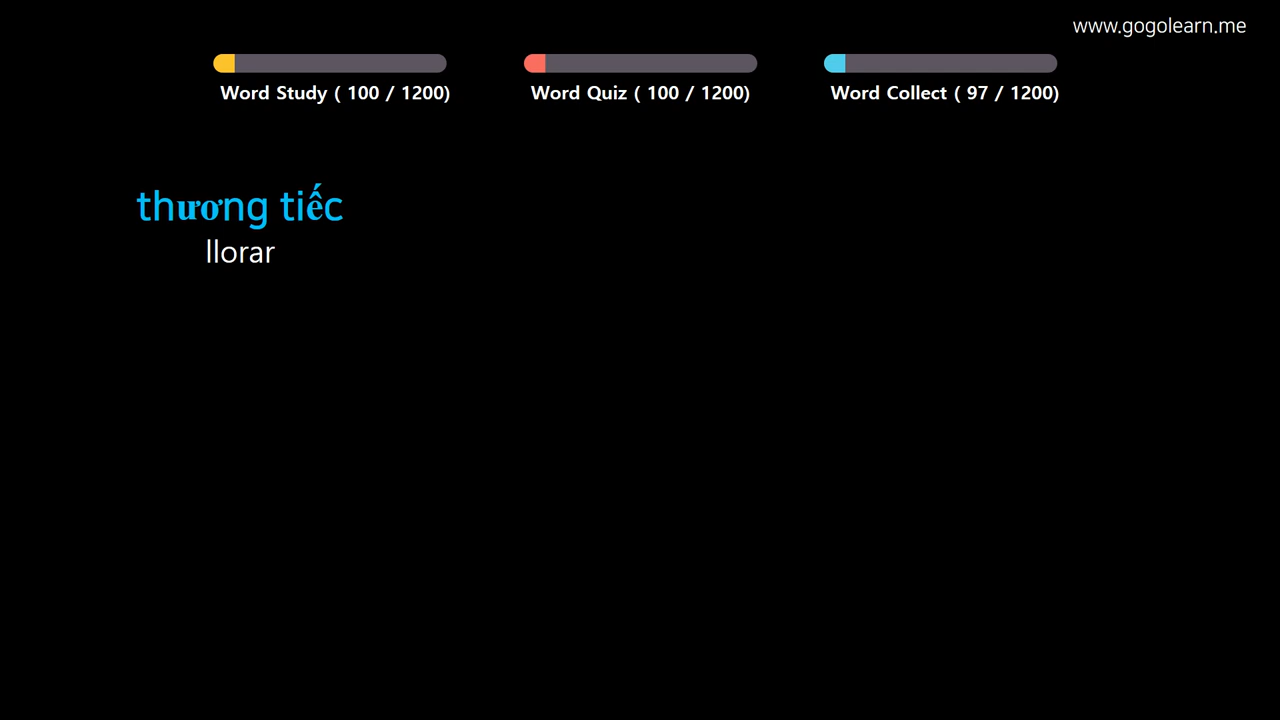 www.gogolearn.me
Word Study ( 100 / 1200)
Word Quiz ( 100 / 1200)
Word Collect ( 97 / 1200)
thương tiếc
llorar